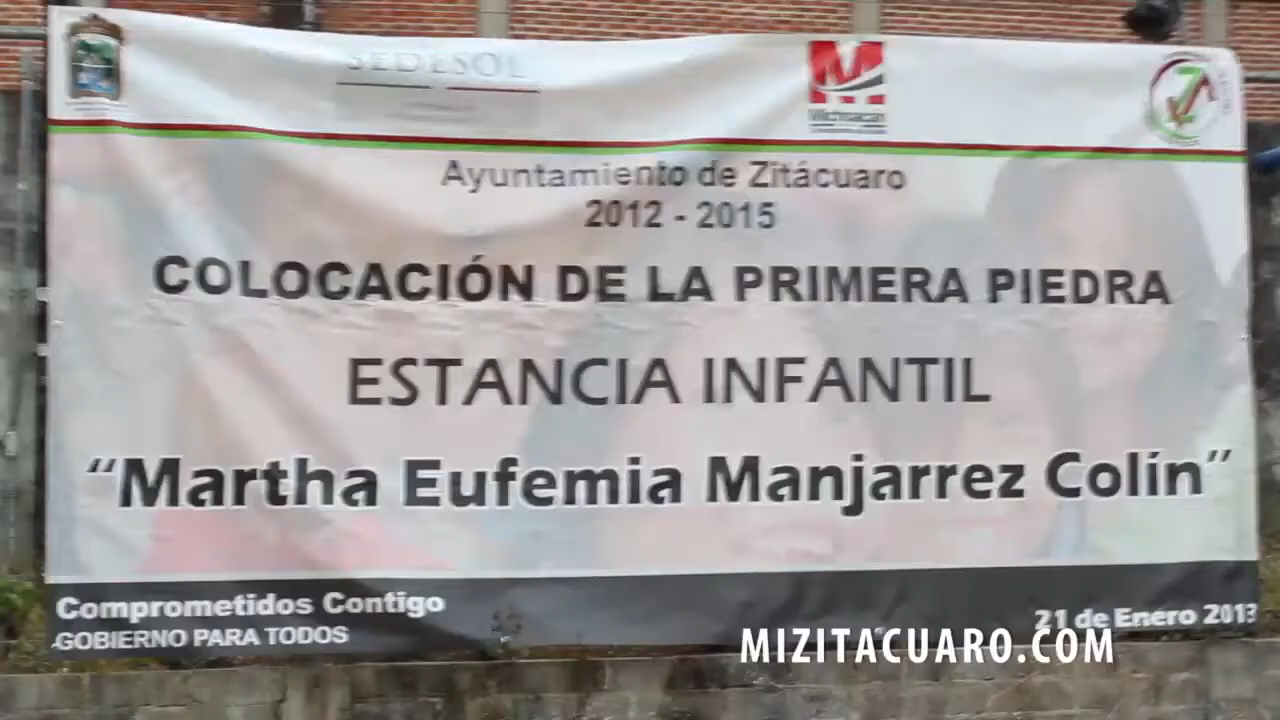 SEDESOL
Michoacán
Ayuntamiento de Zitácuaro
2012 - 2015
COLOCACIÓN DE LA PRIMERA PIEDRA
ESTANCIA INFANTIL
“Martha Eufemia Manjarrez Colín”
Comprometidos Contigo
GOBIERNO PARA TODOS
21 de Enero 2013
MIZITACUARO.COM